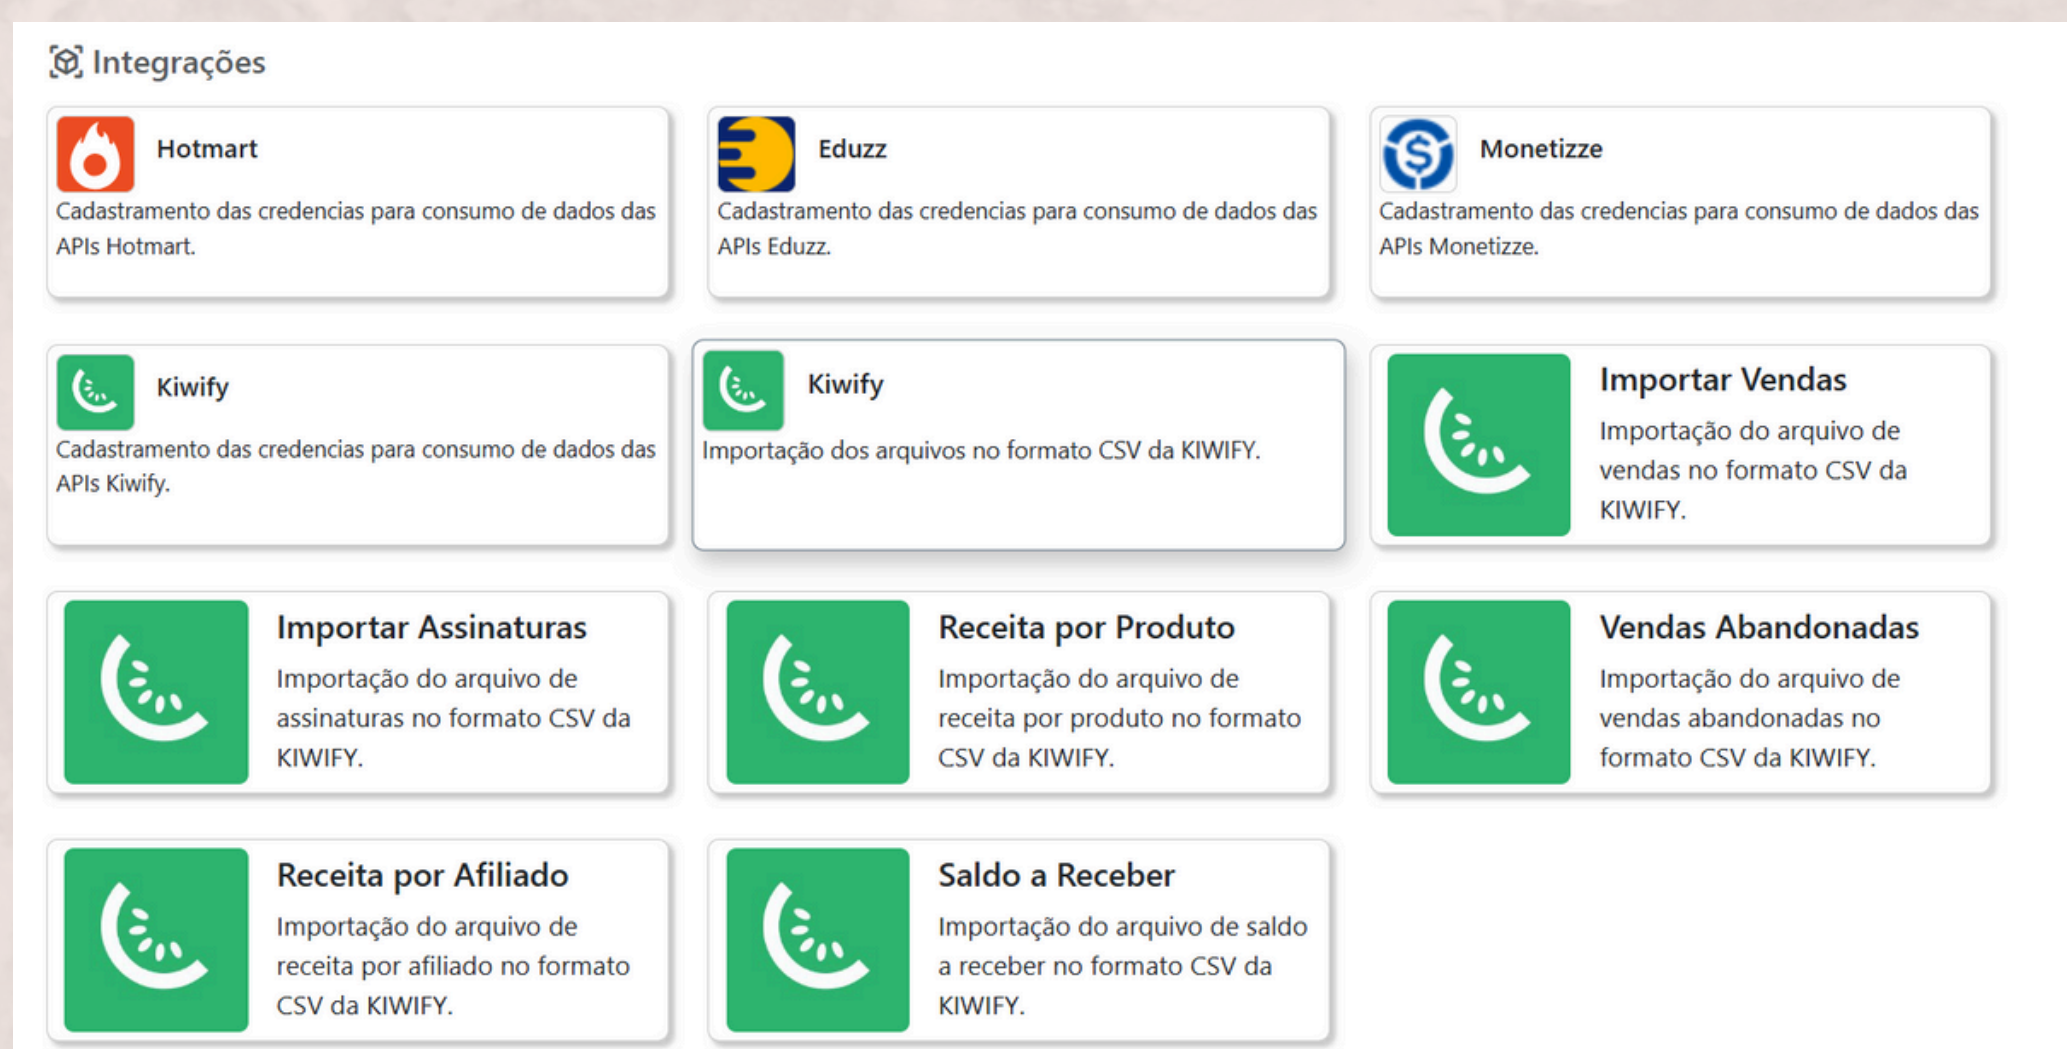 Integrações
Hotmart
Cadastramento das credencias para consumo de dados das
APIs Hotmart.
Eduzz
Cadastramento das credencias para consumo de dados das
APIs Eduzz.
Monetizze
Cadastramento das credencias para consumo de dados das
APIs Monetizze.
Kiwify
Cadastramento das credencias para consumo de dados das
APIs Kiwify.
Kiwify
Importação dos arquivos no formato CSV da KIWIFY.
Importar Vendas
Importação do arquivo de
vendas no formato CSV da
KIWIFY.
Importar Assinaturas
Importação do arquivo de
assinaturas no formato CSV da
KIWIFY.
Receita por Produto
Importação do arquivo de
receita por produto no formato
CSV da KIWIFY.
Vendas Abandonadas
Importação do arquivo de
vendas abandonadas no
formato CSV da KIWIFY.
Receita por Afiliado
Importação do arquivo de
receita por afiliado no formato
CSV da KIWIFY.
Saldo a Receber
Importação do arquivo de saldo
a receber no formato CSV da
KIWIFY.